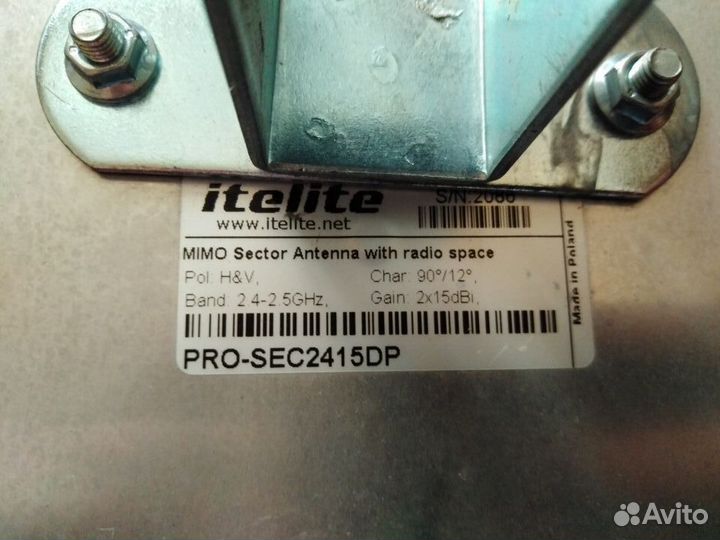 itelite
S/N:2066
www.itelite.net
MIMO Sector Antenna with radio space
Pol: H&V, Char: 90°/12°,
Band: 2.4-2.5GHz, Gain: 2x15dBi,
PRO-SEC2415DP
Made in Poland
Avito